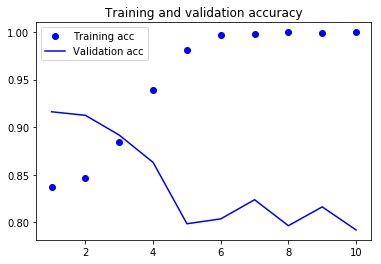 Training and validation accuracy
Training acc
Validation acc
1.00
0.95
0.90
0.85
0.80
2 4 6 8 10